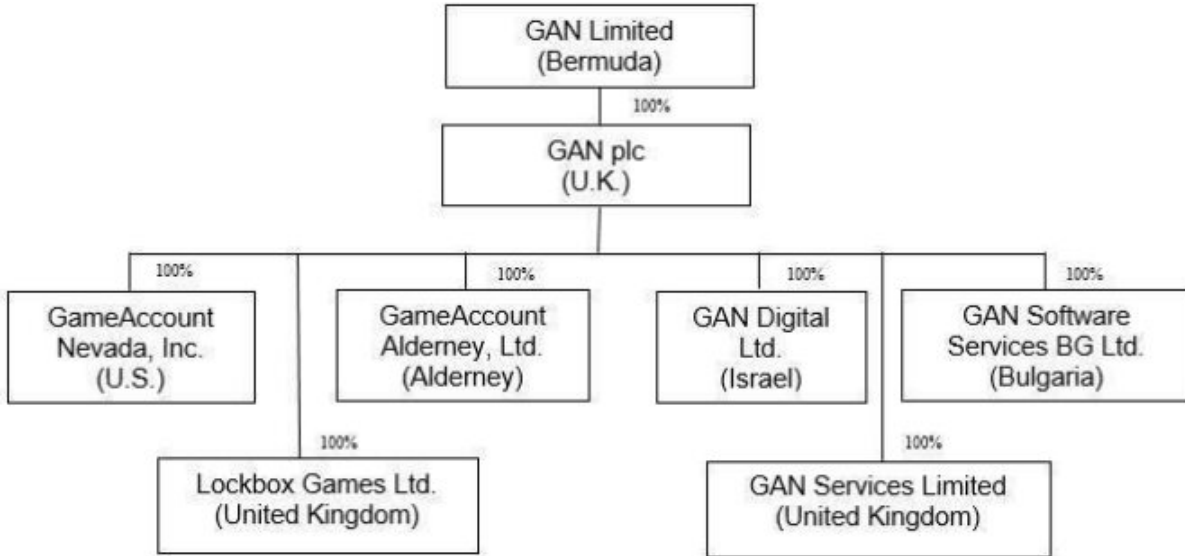 GAN Limited
(Bermuda)
100%
GAN plc
(U.K.)
100%
GameAccount
Nevada, Inc.
(U.S.)
100%
GameAccount
Alderney, Ltd.
(Alderney)
100%
GAN Digital
Ltd.
(Israel)
100%
GAN Software
Services BG Ltd.
(Bulgaria)
100%
Lockbox Games Ltd.
(United Kingdom)
100%
GAN Services Limited
(United Kingdom)